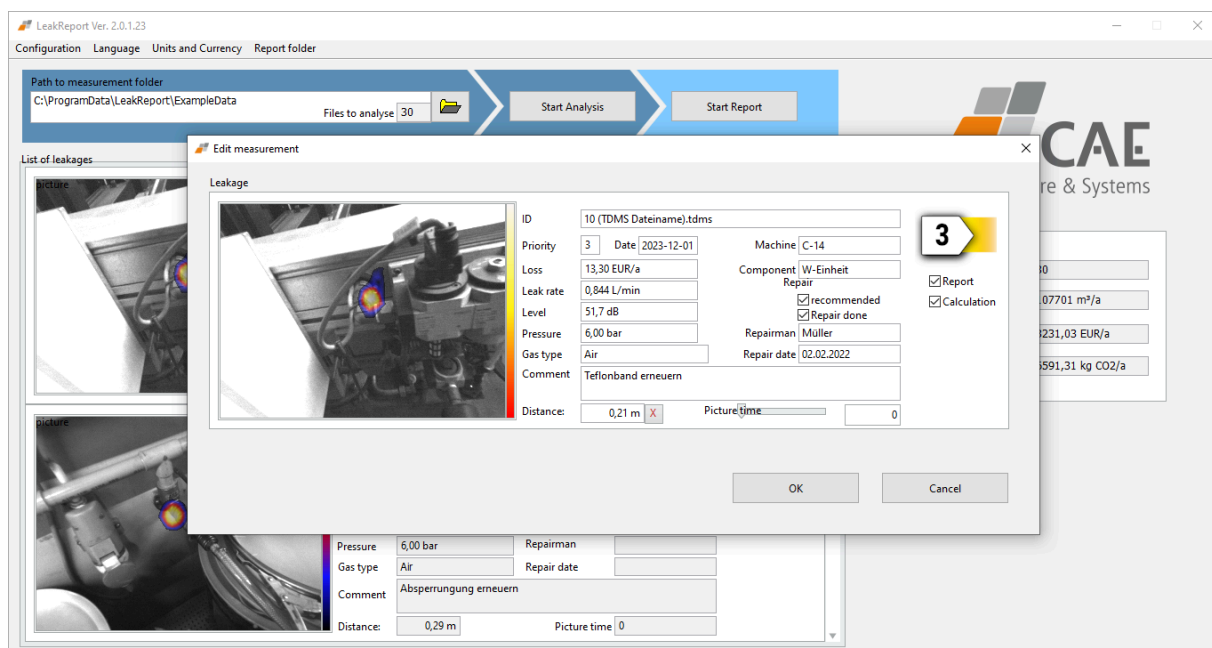 LeakReport Ver. 2.0.1.23
Configuration Language Units and Currency Report folder
Path to measurement folder
C:\ProgramData\LeakReport\ExampleData
Files to analyse 30
Start Analysis
Start Report
CAE
re & Systems
List of leakages
picture
Edit measurement
Leakage
ID 10 (TDMS Dateiname).tdms
Priority 3 Date 2023-12-01 Machine C-14
Loss 13,30 EUR/a Component W-Einheit
Repair
Leak rate 0,844 L/min recommended
Level 51,7 dB Repair done
Pressure 6,00 bar Repairman Müller
Gas type Air Repair date 02.02.2022
Comment Teflonband erneuern
Distance: 0,21 m X Picture time 0
3
Report
Calculation
OK Cancel
30
.07701 m³/a
231,03 EUR/a
591,31 kg CO2/a
picture
Pressure 6,00 bar Repairman
Gas type Air Repair date
Comment Absperrungung erneuern
Distance: 0,29 m Picture time 0